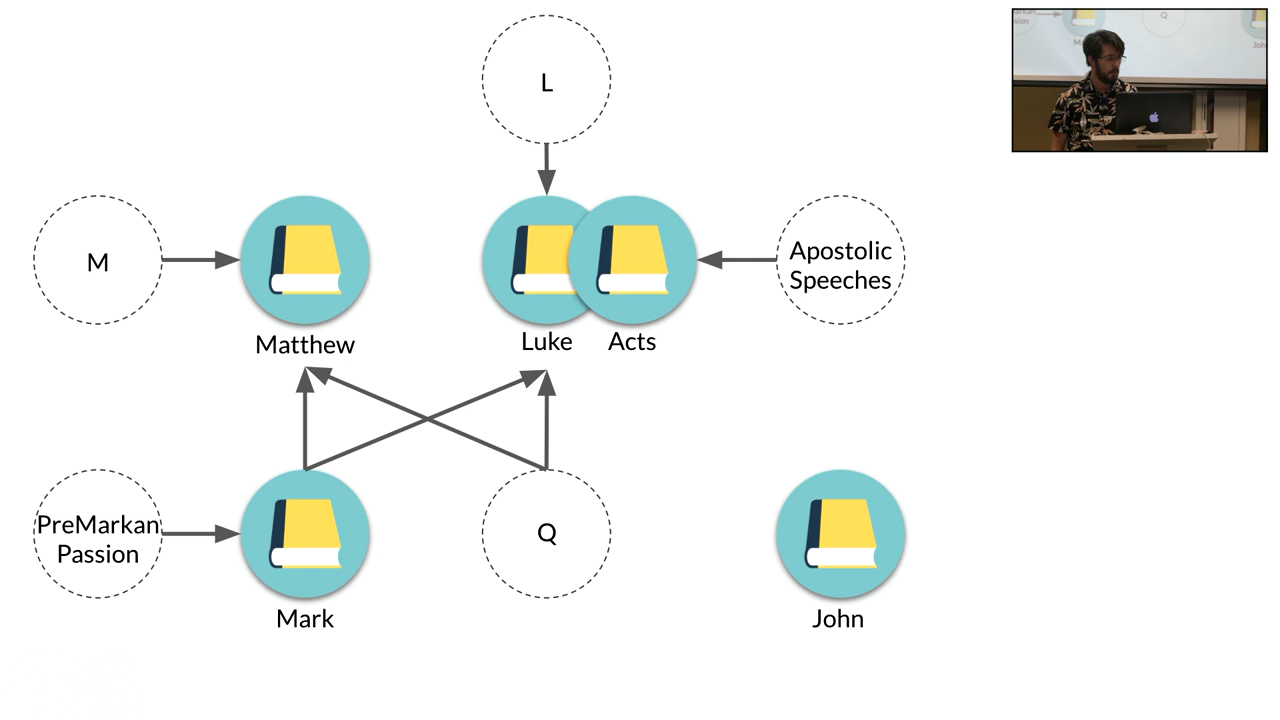 L
M
Matthew
Luke
Acts
Apostolic
Speeches
PreMarkan
Passion
Mark
Q
John